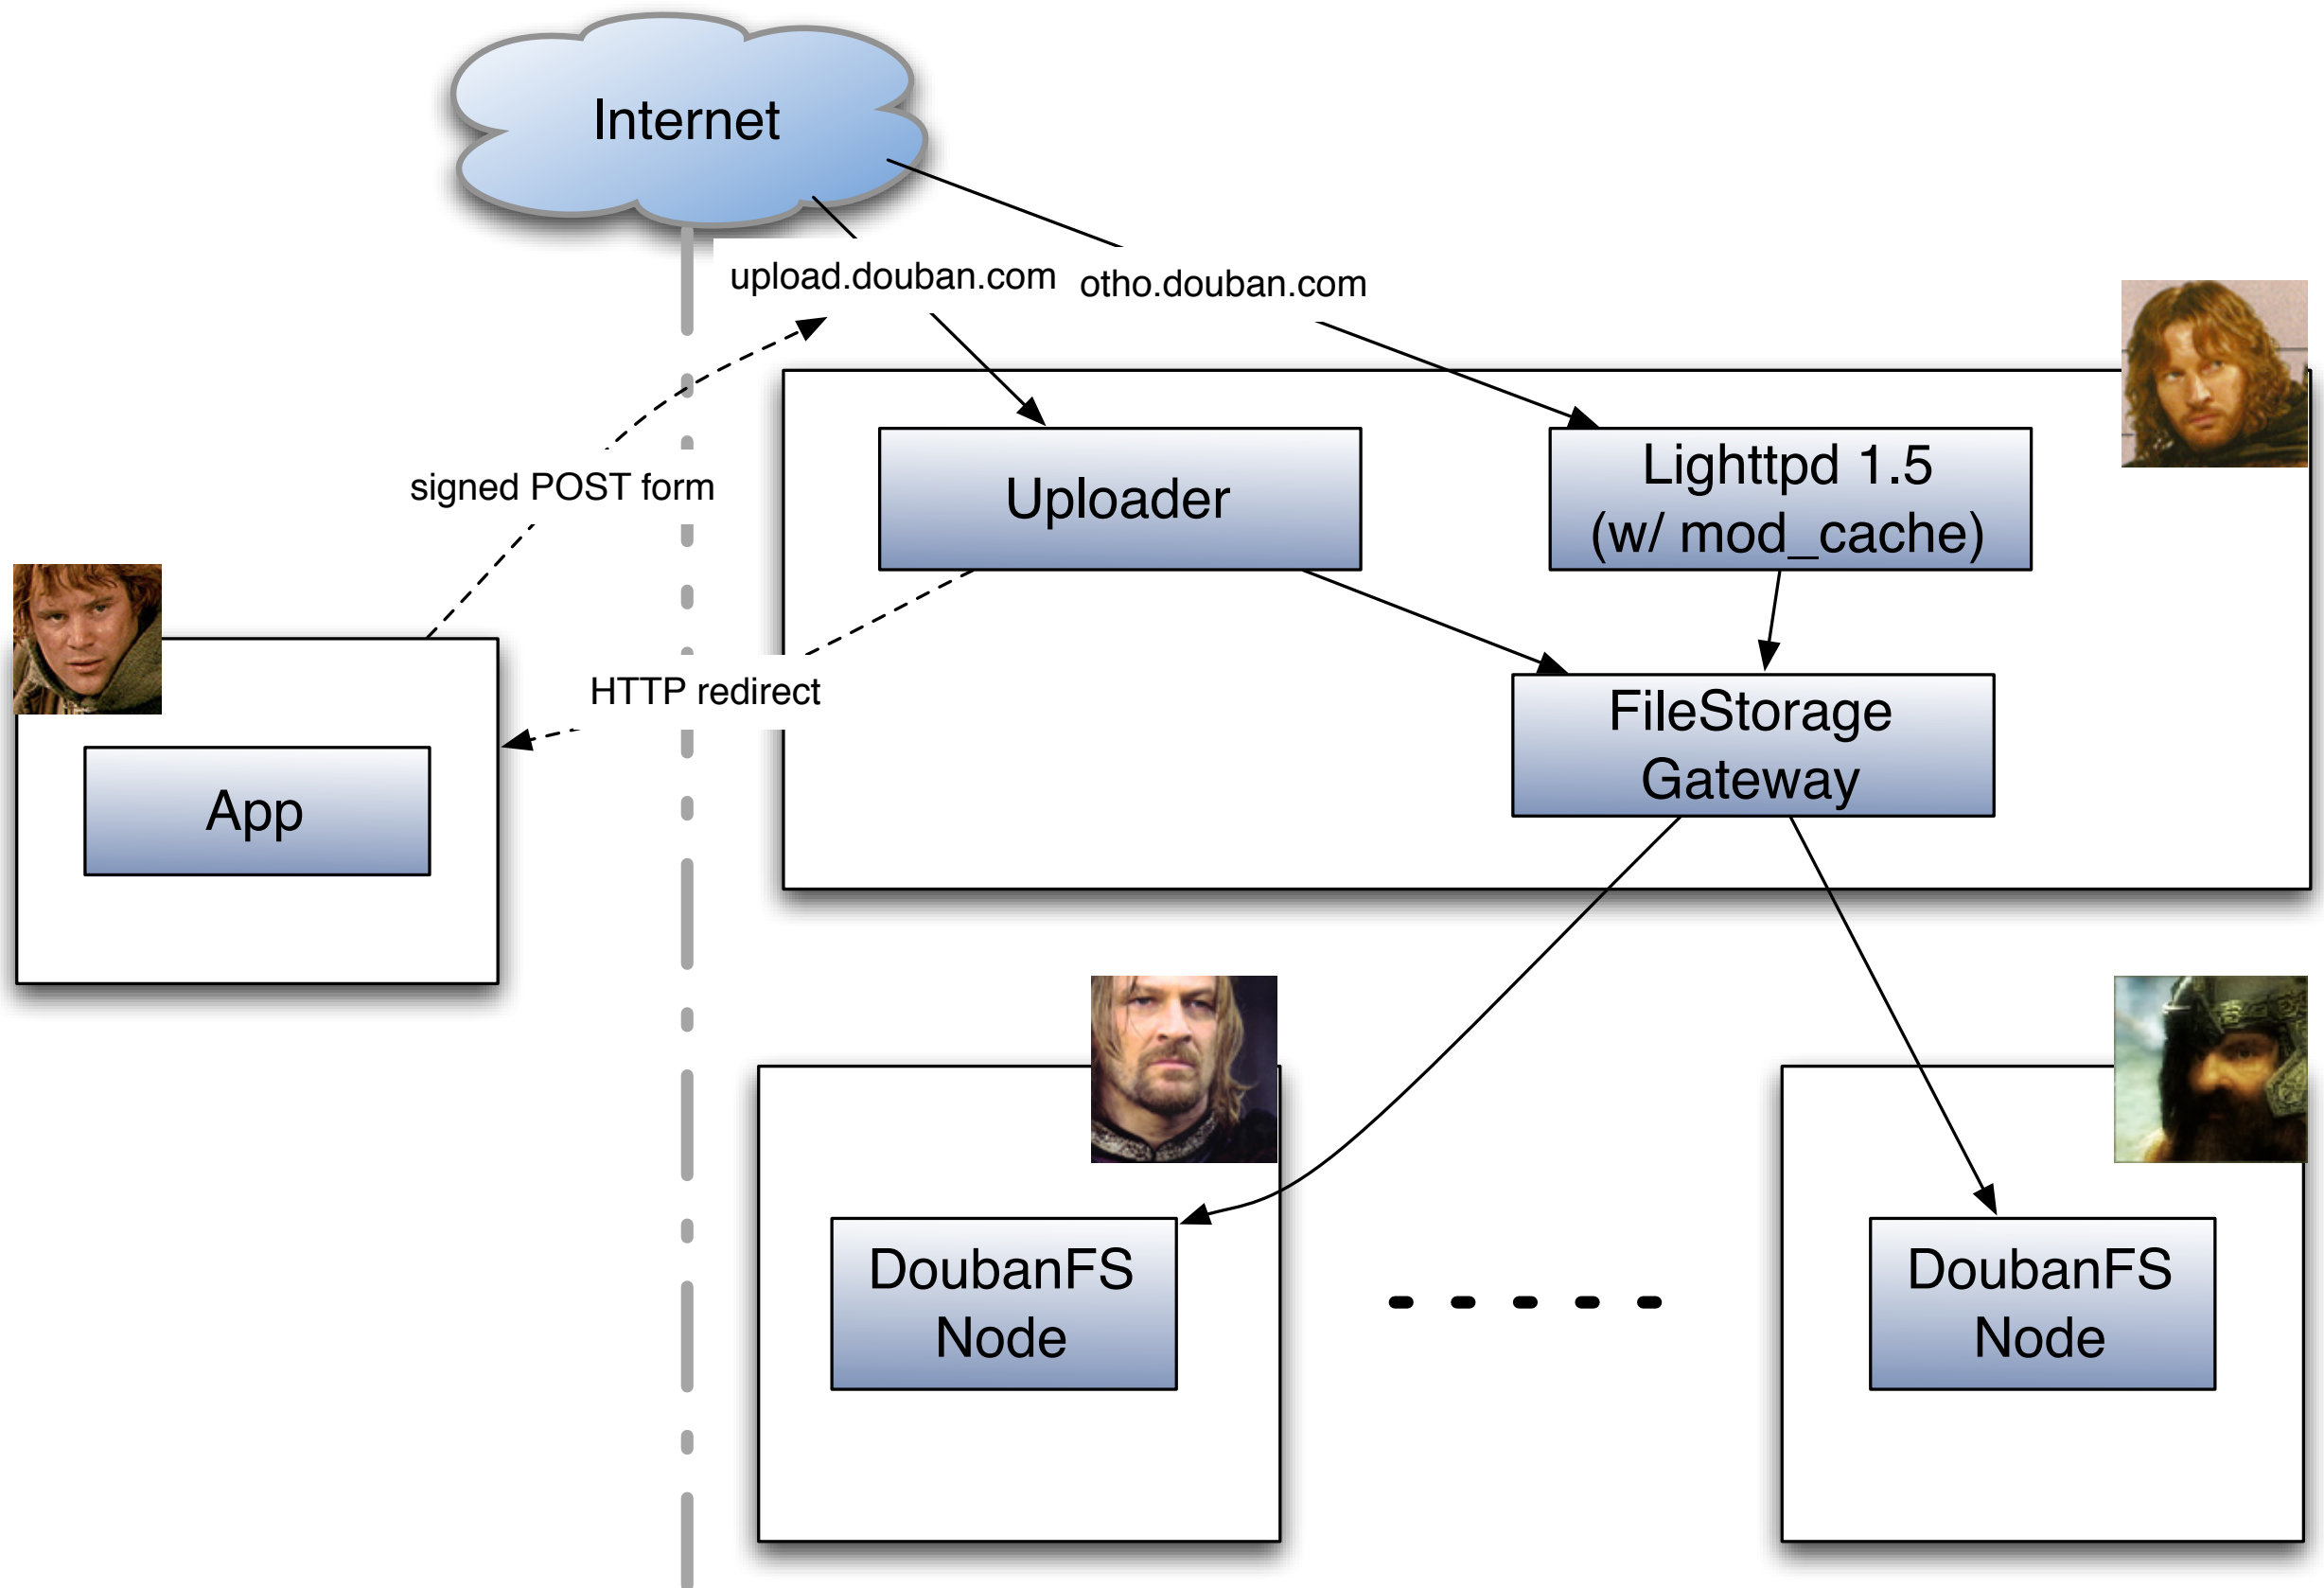 Internet
upload.douban.com
otho.douban.com
signed POST form
Uploader
Lighttpd 1.5
(w/ mod_cache)
HTTP redirect
FileStorage
Gateway
App
DoubanFS
Node
DoubanFS
Node